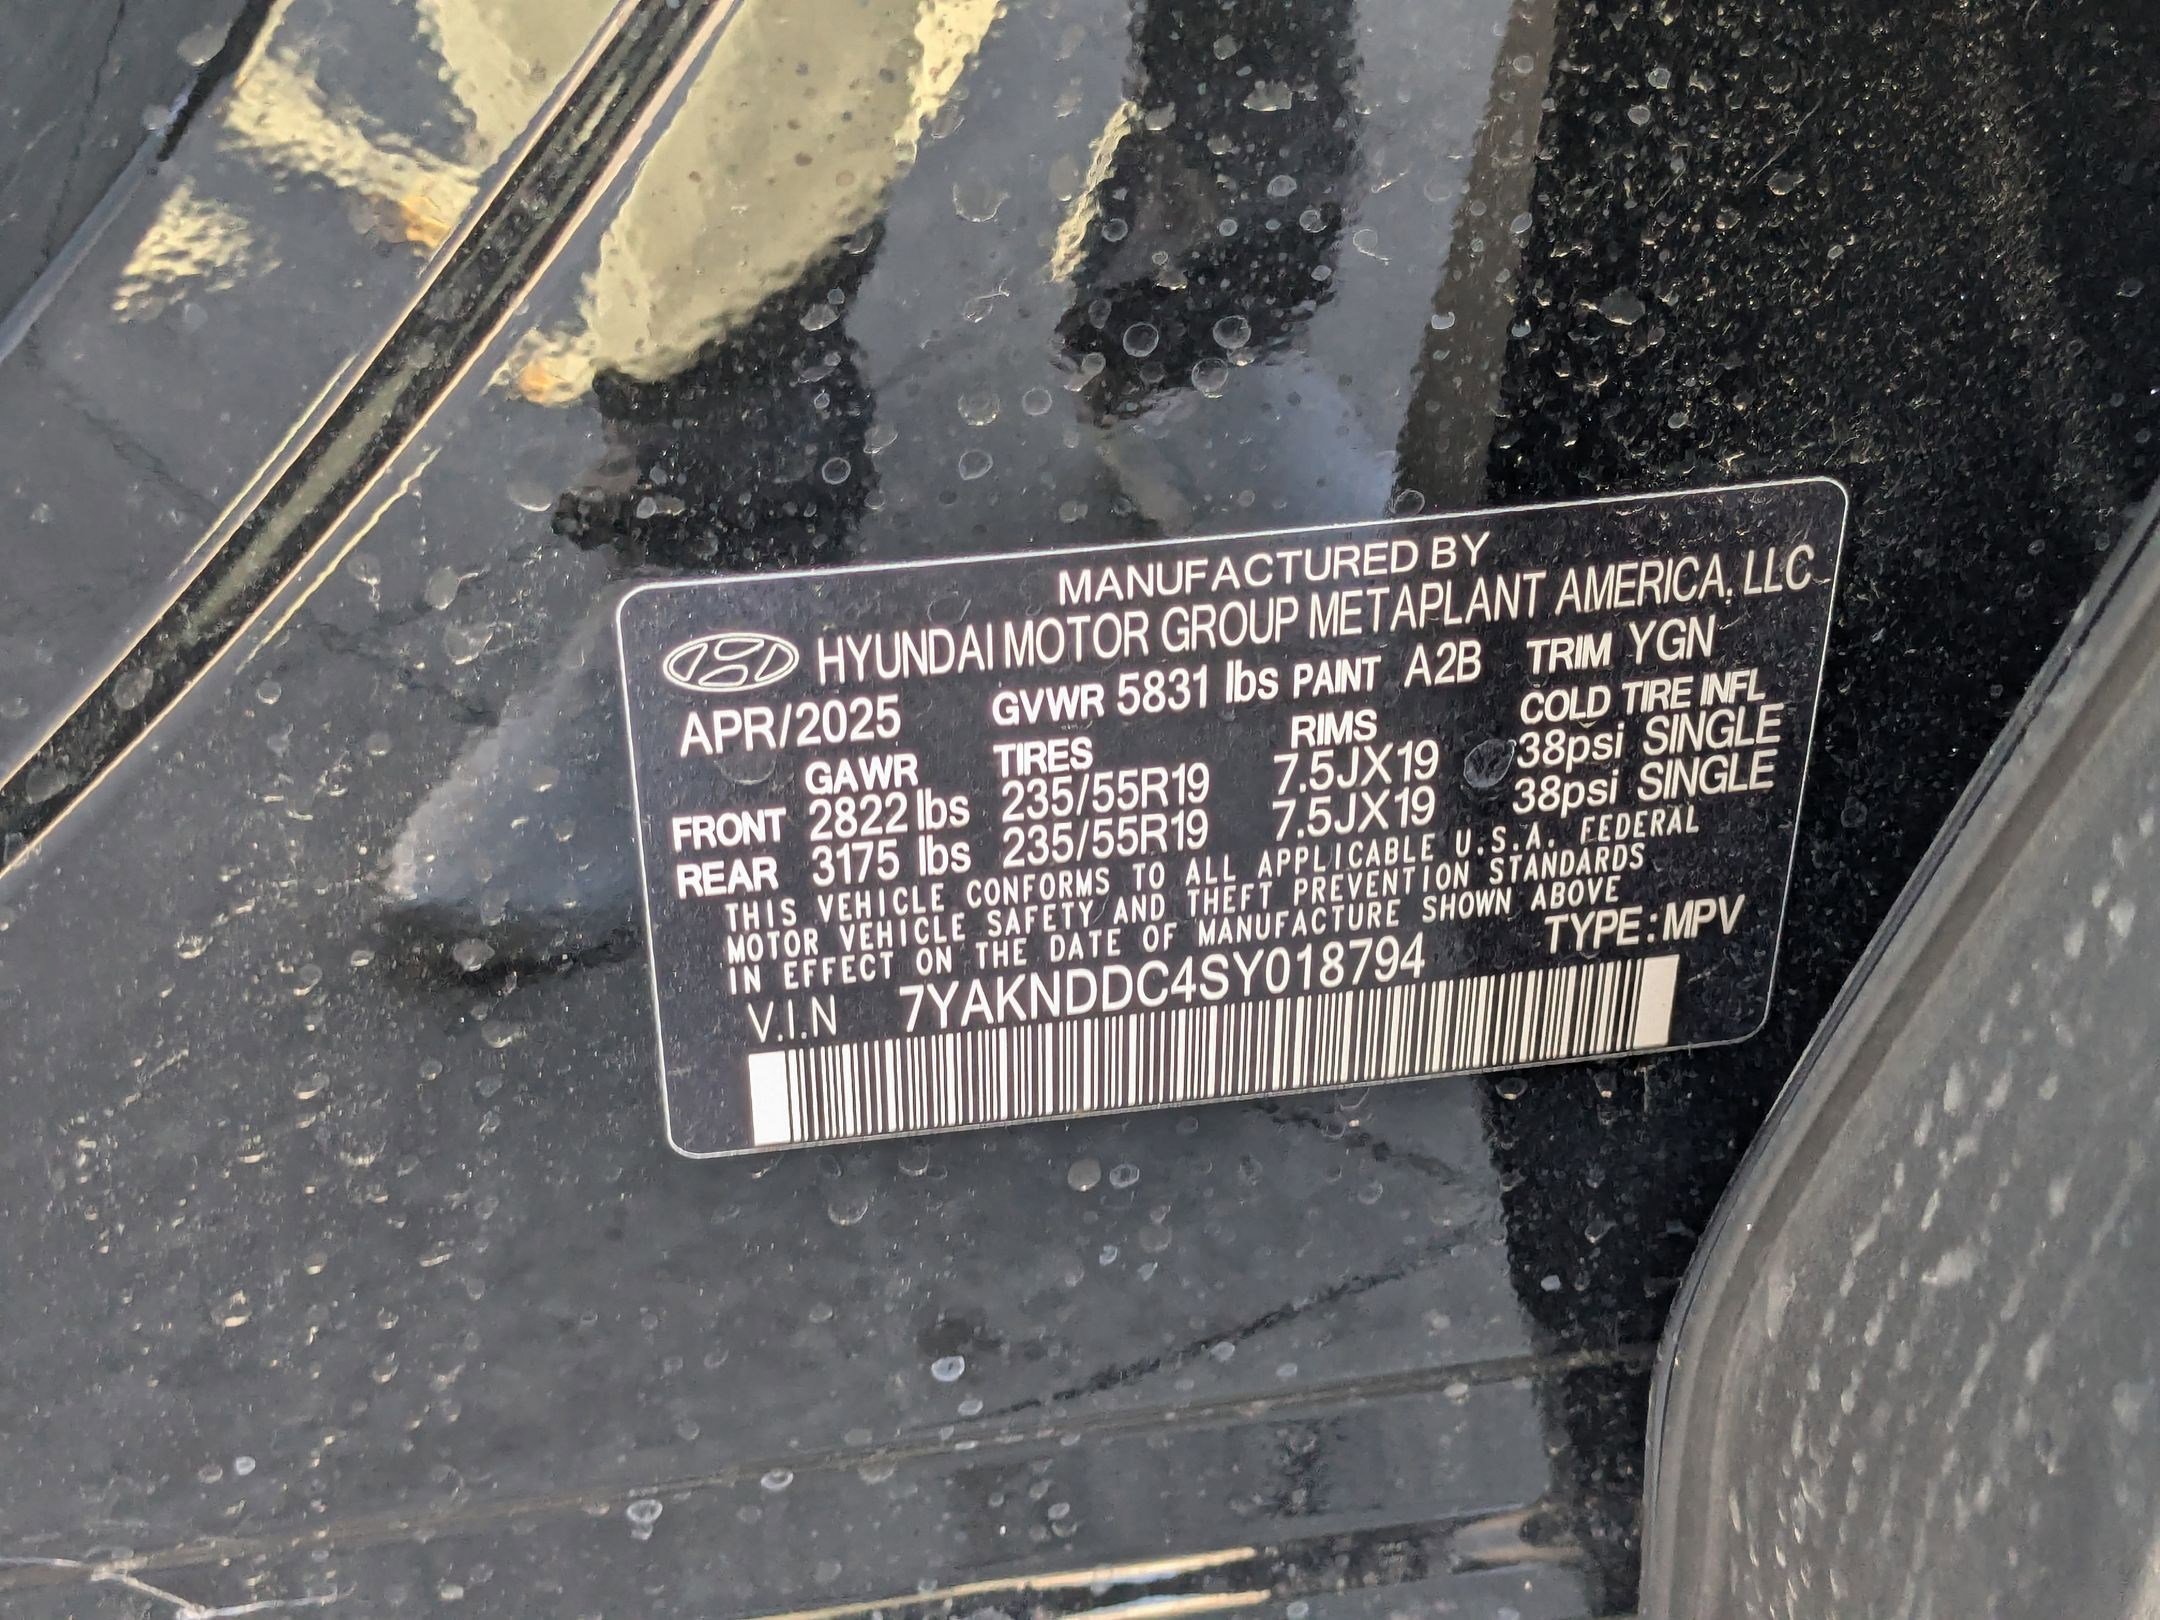 MANUFACTURED BY
HYUNDAI MOTOR GROUP METAPLANT AMERICA, LLC
APR/2025 GVWR 5831 lbs PAINT A2B TRIM YGN
GAWR TIRES RIMS COLD TIRE INFL
FRONT 2822 lbs 235/55R19 7.5JX19 38psi SINGLE
REAR 3175 lbs 235/55R19 7.5JX19 38psi SINGLE
THIS VEHICLE CONFORMS TO ALL APPLICABLE U.S.A. FEDERAL
MOTOR VEHICLE SAFETY AND THEFT PREVENTION STANDARDS
IN EFFECT ON THE DATE OF MANUFACTURE SHOWN ABOVE
V.I.N 7YAKNDDC4SY018794 TYPE:MPV